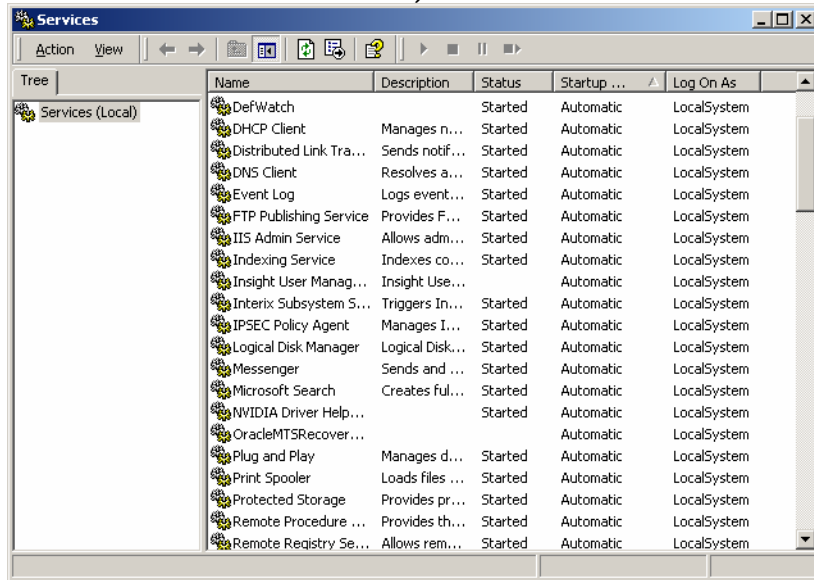 Services
Action View
Tree
Name Description Status Startup ... Log On As
Services (Local)
DefWatch Started Automatic LocalSystem
DHCP Client Manages n... Started Automatic LocalSystem
Distributed Link Tra... Sends notif... Started Automatic LocalSystem
DNS Client Resolves a... Started Automatic LocalSystem
Event Log Logs event... Started Automatic LocalSystem
FTP Publishing Service Provides F... Started Automatic LocalSystem
IIS Admin Service Allows adm... Started Automatic LocalSystem
Indexing Service Indexes co... Started Automatic LocalSystem
Insight User Manag... Insight Use... Automatic LocalSystem
Interix Subsystem S... Triggers In... Started Automatic LocalSystem
IPSEC Policy Agent Manages I... Started Automatic LocalSystem
Logical Disk Manager Logical Disk... Started Automatic LocalSystem
Messenger Sends and ... Started Automatic LocalSystem
Microsoft Search Creates ful... Started Automatic LocalSystem
NVIDIA Driver Help... Started Automatic LocalSystem
OracleMTSRecover... Automatic LocalSystem
Plug and Play Manages d... Started Automatic LocalSystem
Print Spooler Loads files ... Started Automatic LocalSystem
Protected Storage Provides pr... Started Automatic LocalSystem
Remote Procedure ... Provides th... Started Automatic LocalSystem
Remote Registry Se... Allows rem... Started Automatic LocalSystem